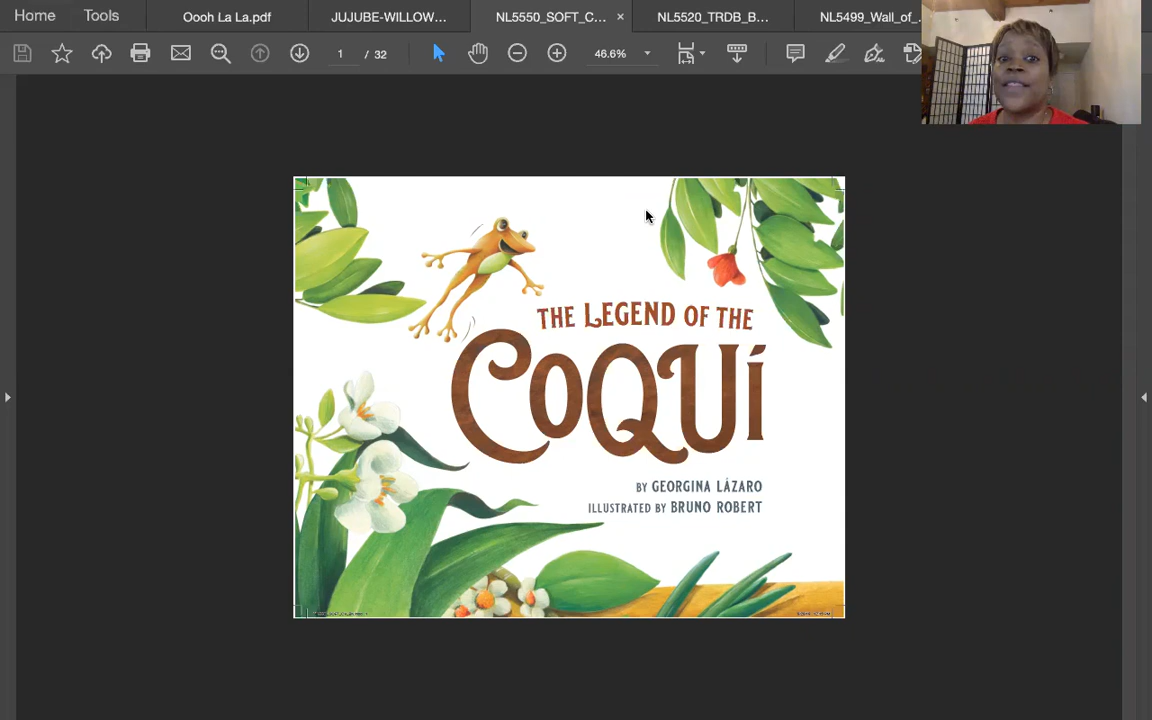 Home Tools Oooh La La.pdf JUJUBE-WILLOW... NL5550_SOFT_C... × NL5520_TRDB_B... NL5499_Wall_of_
1 / 32 46.6%
THE LEGEND OF THE
COQUÍ
BY GEORGINA LÁZARO
ILLUSTRATED BY BRUNO ROBERT